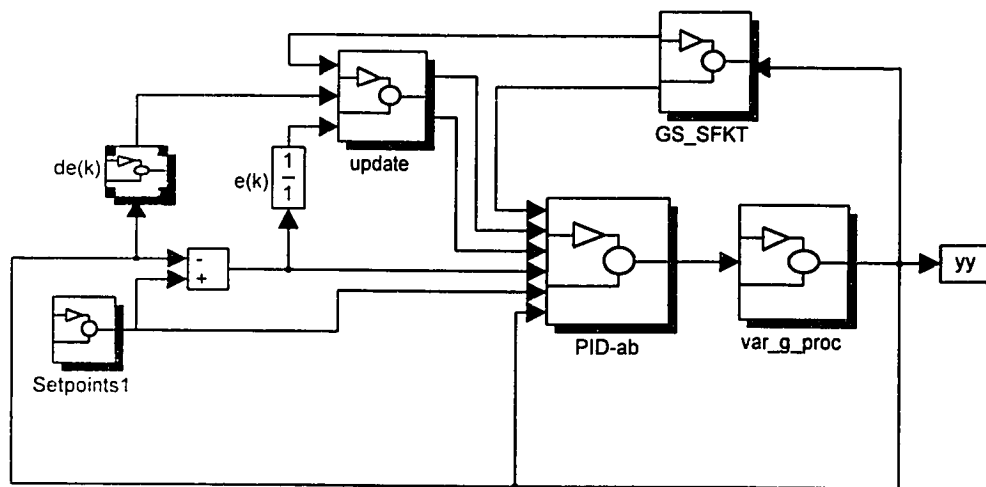 GS_SFKT
update
de(k)
e(k)
1
1
-
+
PID-ab
var_g_proc
yy
Setpoints1